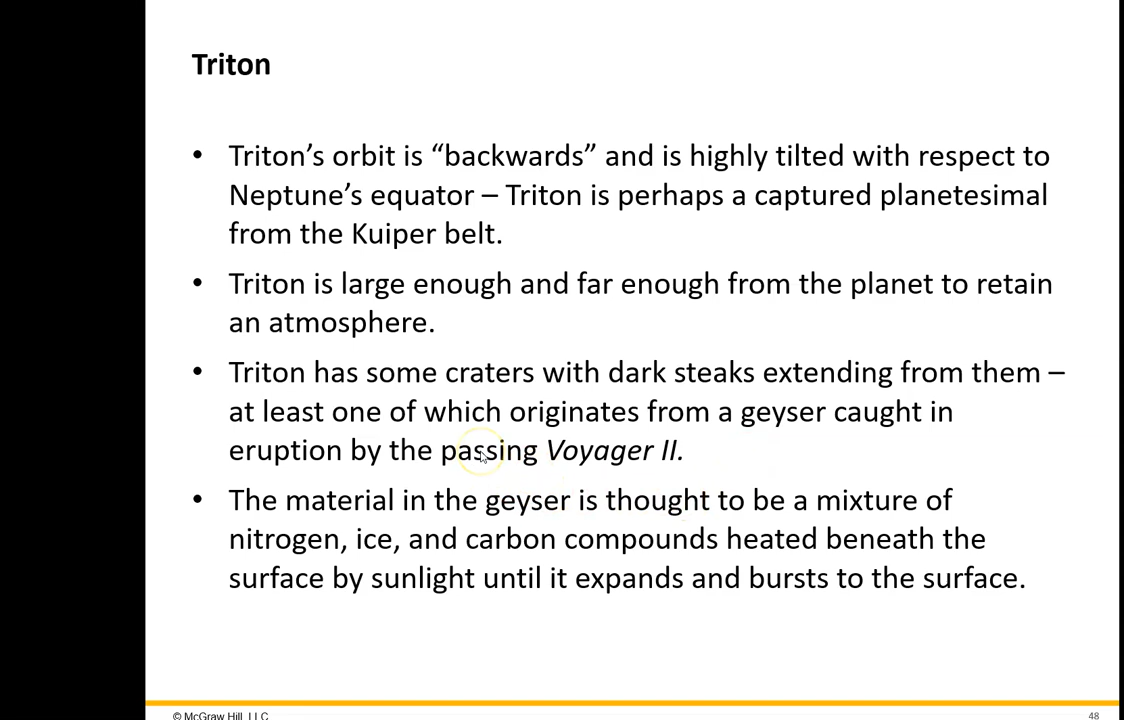 Triton
• Triton’s orbit is “backwards” and is highly tilted with respect to
Neptune’s equator – Triton is perhaps a captured planetesimal
from the Kuiper belt.
• Triton is large enough and far enough from the planet to retain
an atmosphere.
• Triton has some craters with dark steaks extending from them –
at least one of which originates from a geyser caught in
eruption by the passing Voyager II.
• The material in the geyser is thought to be a mixture of
nitrogen, ice, and carbon compounds heated beneath the
surface by sunlight until it expands and bursts to the surface.
© McGraw Hill, LLC
48